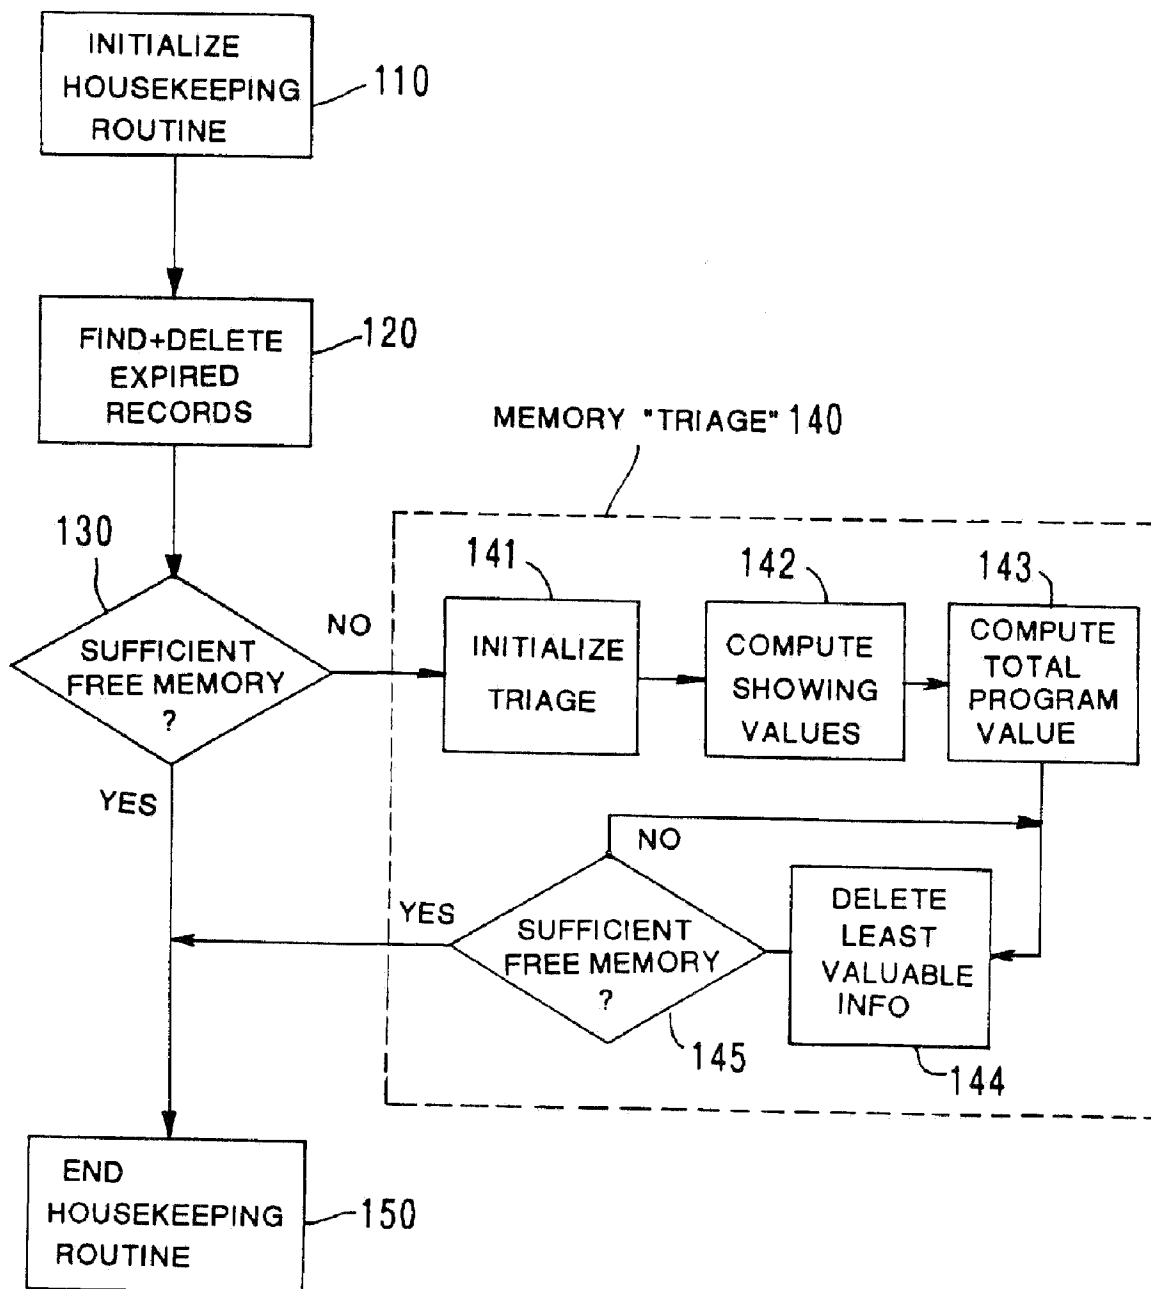 INITIALIZE
HOUSEKEEPING
ROUTINE
110
FIND+DELETE
EXPIRED
RECORDS
120
MEMORY "TRIAGE" 140
130
SUFFICIENT
FREE MEMORY
?
NO
YES
141
INITIALIZE
TRIAGE
142
COMPUTE
SHOWING
VALUES
143
COMPUTE
TOTAL
PROGRAM
VALUE
NO
YES
SUFFICIENT
FREE MEMORY
?
145
DELETE
LEAST
VALUABLE
INFO
144
END
HOUSEKEEPING
ROUTINE
150